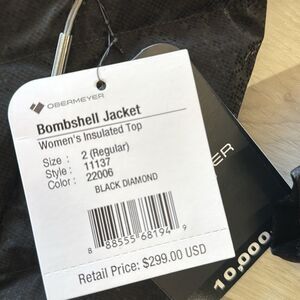 OBERMEYER
Bombshell Jacket
Women's Insulated Top
Size : 2 (Regular)
Style : 11137
Color : 22006
BLACK DIAMOND
8 88555 68194 9
Retail Price: $299.00 USD
10,000